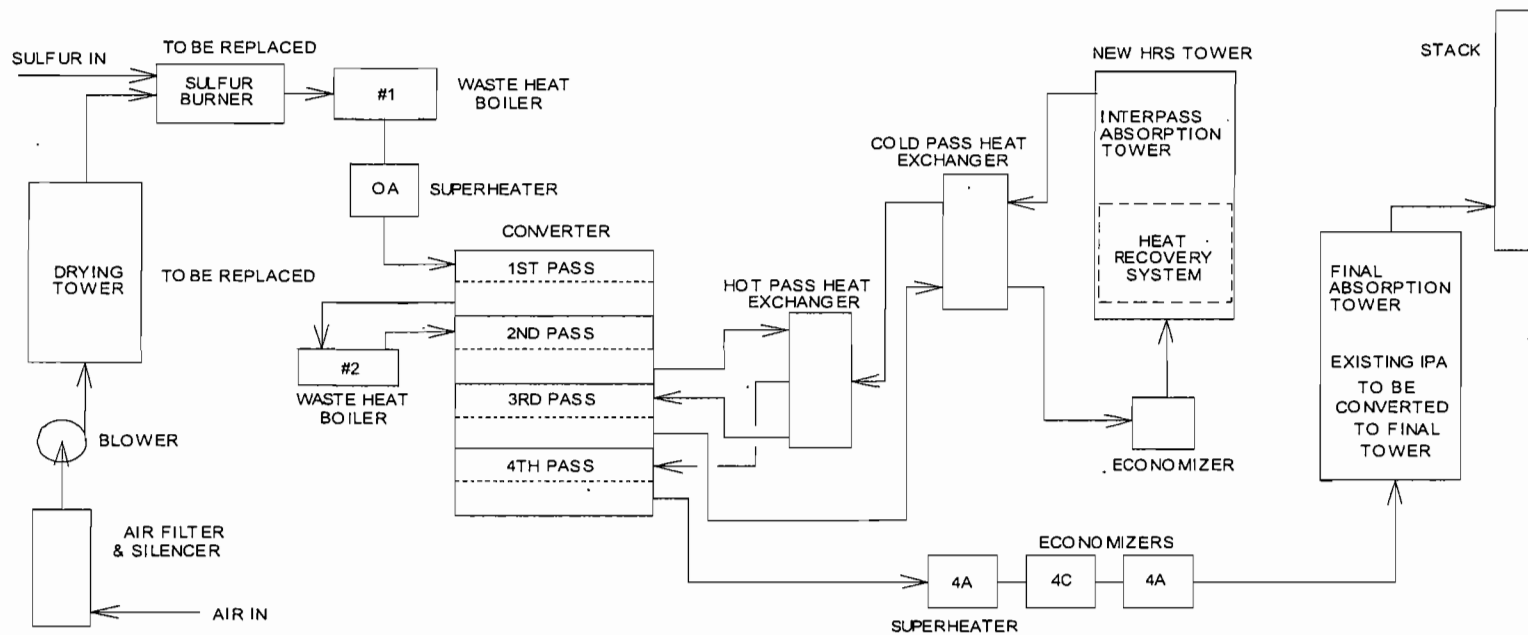 SULFUR IN
TO BE REPLACED
SULFUR
BURNER
#1
WASTE HEAT
BOILER
OA
SUPERHEATER
DRYING
TOWER
TO BE REPLACED
BLOWER
AIR FILTER
& SILENCER
AIR IN
CONVERTER
1ST PASS
2ND PASS
3RD PASS
4TH PASS
#2
WASTE HEAT
BOILER
HOT PASS HEAT
EXCHANGER
COLD PASS HEAT
EXCHANGER
NEW HRS TOWER
INTERPASS
ABSORPTION
TOWER
HEAT
RECOVERY
SYSTEM
ECONOMIZER
ECONOMIZERS
4A
4C
4A
SUPERHEATER
STACK
FINAL
ABSORPTION
TOWER
EXISTING IPA
TO BE
CONVERTED
TO FINAL
TOWER